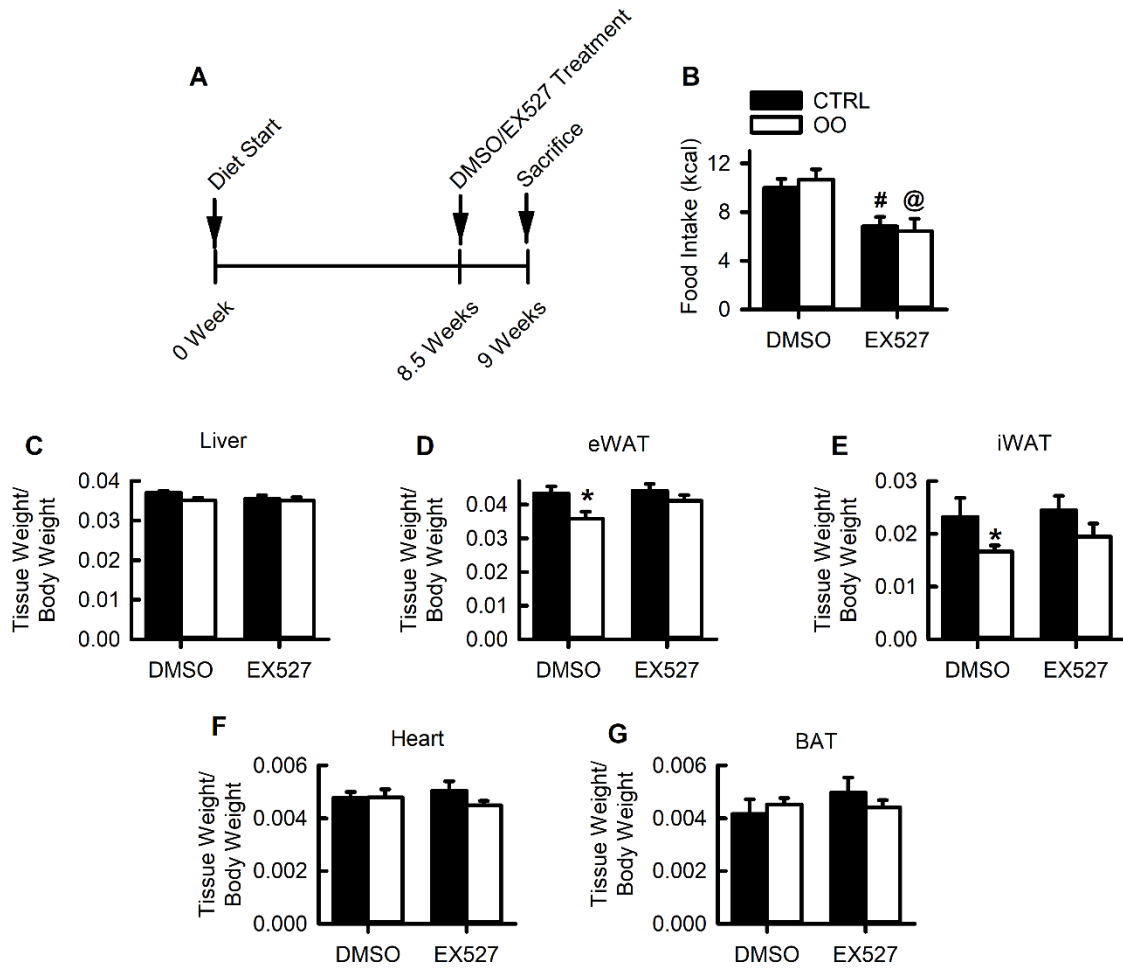 A
Diet Start
DMSO/EX527 Treatment
Sacrifice
0 Week
8.5 Weeks
9 Weeks
B
CTRL
OO
Food Intake (kcal)
12
8
4
0
# @
DMSO EX527
C
Liver
Tissue Weight/
Body Weight
0.04
0.03
0.02
0.01
0.00
DMSO EX527
D
eWAT
Tissue Weight/
Body Weight
0.04
0.03
0.02
0.01
0.00
*
DMSO EX527
E
iWAT
Tissue Weight/
Body Weight
0.03
0.02
0.01
0.00
*
DMSO EX527
F
Heart
Tissue Weight/
Body Weight
0.006
0.004
0.002
0.000
DMSO EX527
G
BAT
Tissue Weight/
Body Weight
0.006
0.004
0.002
0.000
DMSO EX527